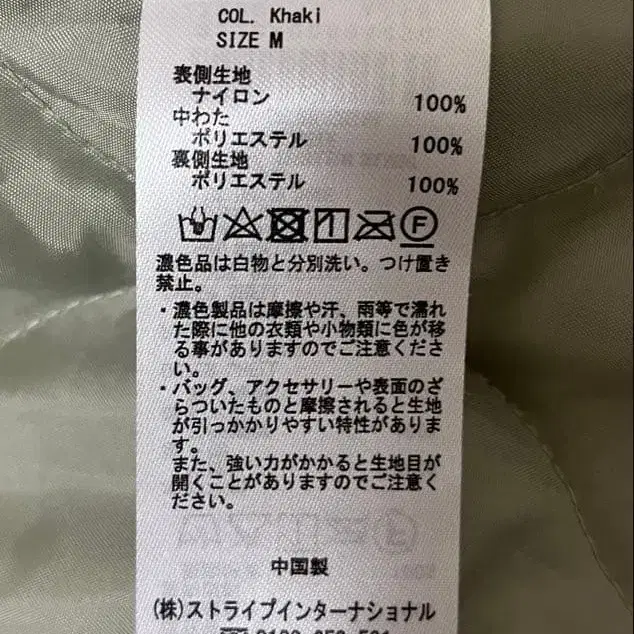 COL. Khaki
SIZE M
表側生地
ナイロン 100%
中わた
ポリエステル 100%
裏側生地
ポリエステル 100%
F
濃色品は白物と分別洗い。つけ置き
禁止。
・濃色製品は摩擦や汗、雨等で濡れ
た際に他の衣類や小物類に色が移
る事がありますのでご注意くださ
い。
・バッグ、アクセサリーや表面のざ
らついたものと摩擦されると生地
が引っかかりやすい特性がありま
す。
また、強い力がかかると生地目が
開くことがありますのでご注意く
ださい。
中国製
(株)ストライプインターナショナル